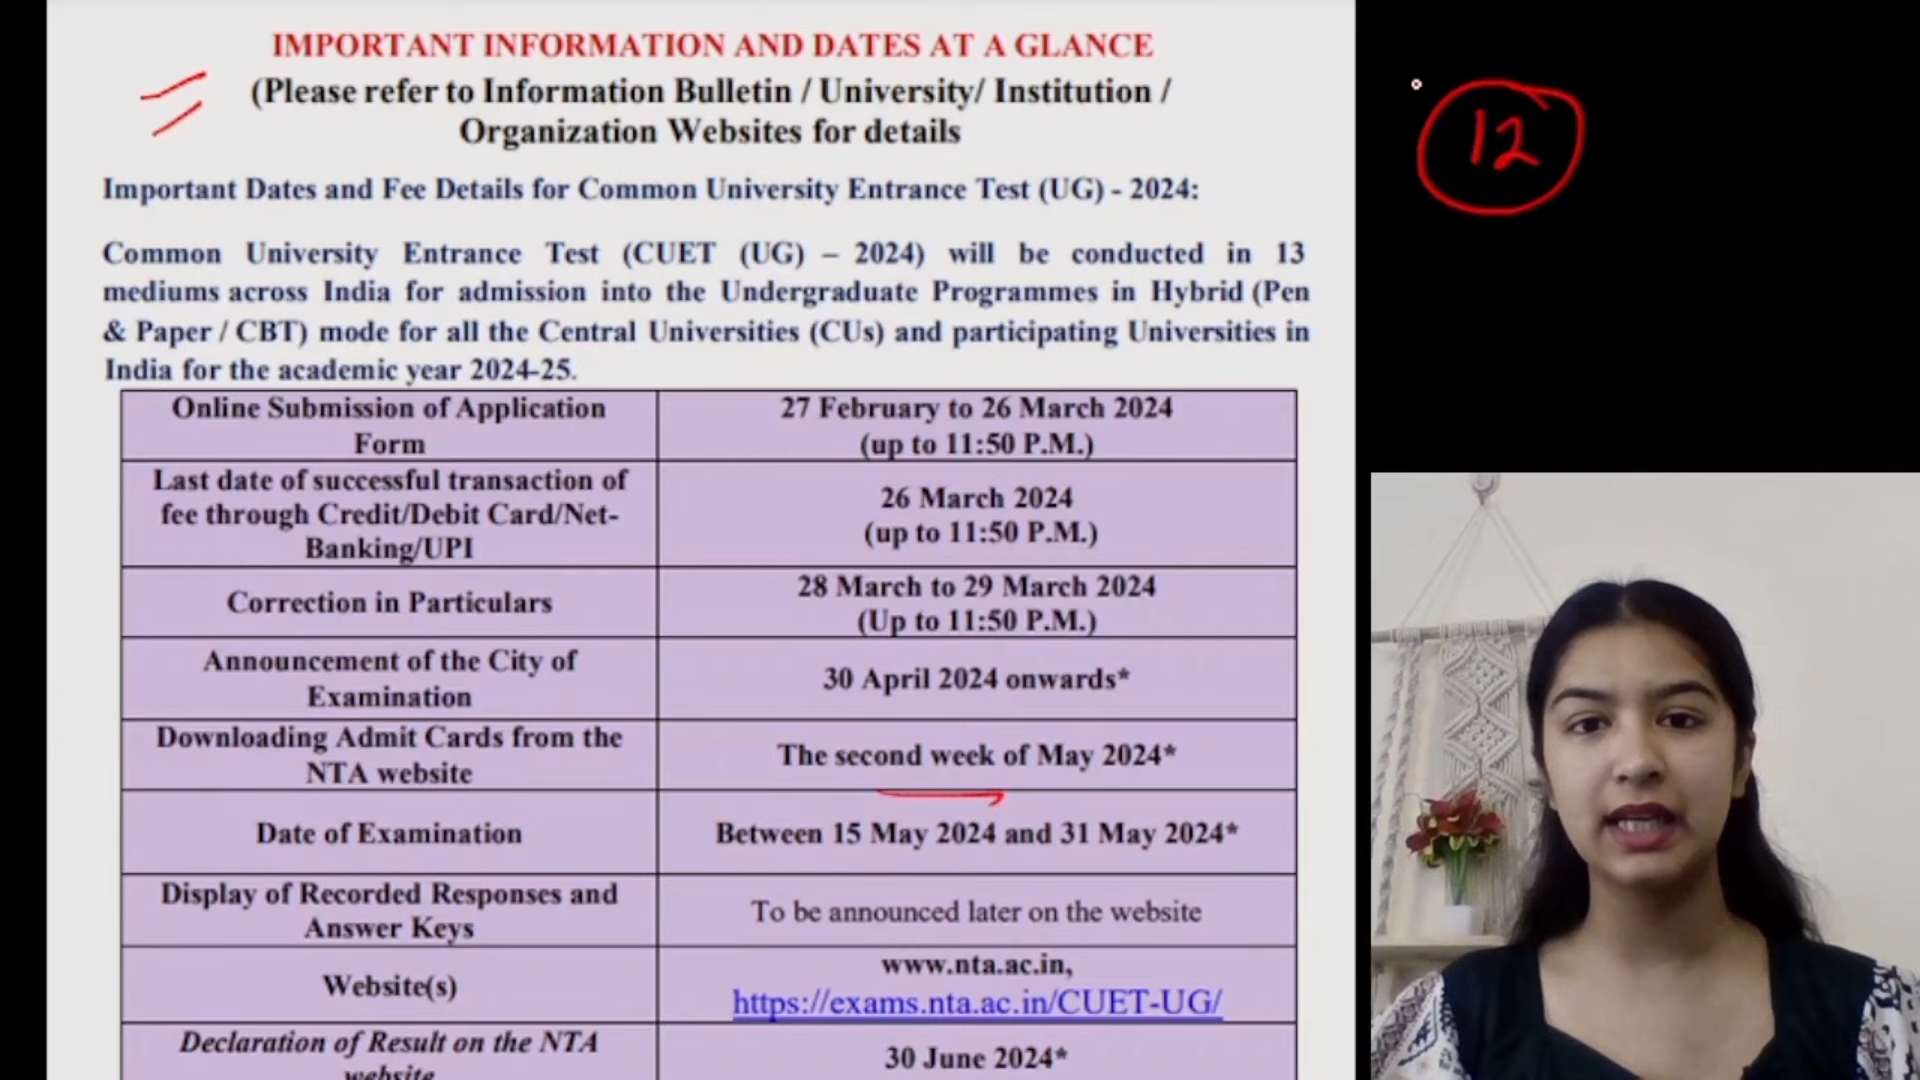 IMPORTANT INFORMATION AND DATES AT A GLANCE
(Please refer to Information Bulletin / University/ Institution /
Organization Websites for details
Important Dates and Fee Details for Common University Entrance Test (UG) - 2024:
Common University Entrance Test (CUET (UG) – 2024) will be conducted in 13
mediums across India for admission into the Undergraduate Programmes in Hybrid (Pen
& Paper / CBT) mode for all the Central Universities (CUs) and participating Universities in
India for the academic year 2024-25.
Online Submission of Application
Form
27 February to 26 March 2024
(up to 11:50 P.M.)
Last date of successful transaction of
fee through Credit/Debit Card/Net-
Banking/UPI
26 March 2024
(up to 11:50 P.M.)
Correction in Particulars
28 March to 29 March 2024
(Up to 11:50 P.M.)
Announcement of the City of
Examination
30 April 2024 onwards*
Downloading Admit Cards from the
NTA website
The second week of May 2024*
Date of Examination
Between 15 May 2024 and 31 May 2024*
Display of Recorded Responses and
Answer Keys
To be announced later on the website
Website(s)
www.nta.ac.in,
https://exams.nta.ac.in/CUET-UG/
Declaration of Result on the NTA
website
30 June 2024*
12